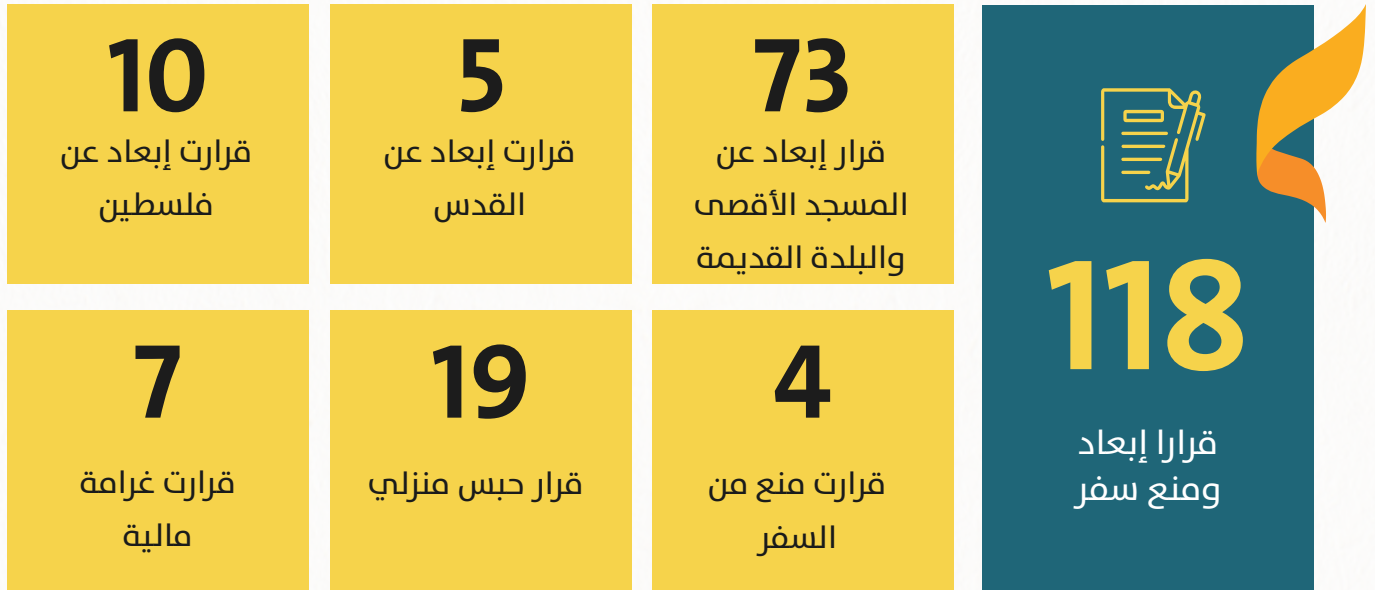 118
قرارا إبعاد
ومنع سفر
73
قرار إبعاد عن
المسجد الأقصى
والبلدة القديمة
5
قرارت إبعاد عن
القدس
10
قرارت إبعاد عن
فلسطين
4
قرارت منع من
السفر
19
قرار حبس منزلي
7
قرارت غرامة
مالية